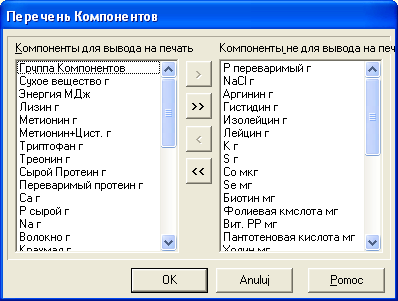 Перечень Компонентов
Компоненты для вывода на печать
Группа Компонентов
Сухое вещество г
Энергия МДж
Лизин г
Метионин г
Метионин+Цист. г
Триптофан г
Треонин г
Сырой Протеин г
Переваримый протеин г
Ca г
P сырой г
Na г
Волокно г
Крахмал г
>
>>
<
<<
Компоненты не для вывода на печ
P переваримый г
NaCl г
Аргинин г
Гистидин г
Изолейцин г
Лейцин г
K г
S г
Co мкг
Se мг
Биотин мг
Фолиевая кмслота мг
Вит. PP мг
Пантотеновая кислота мг
Холин мг
OK
Anuluj
Pomoc